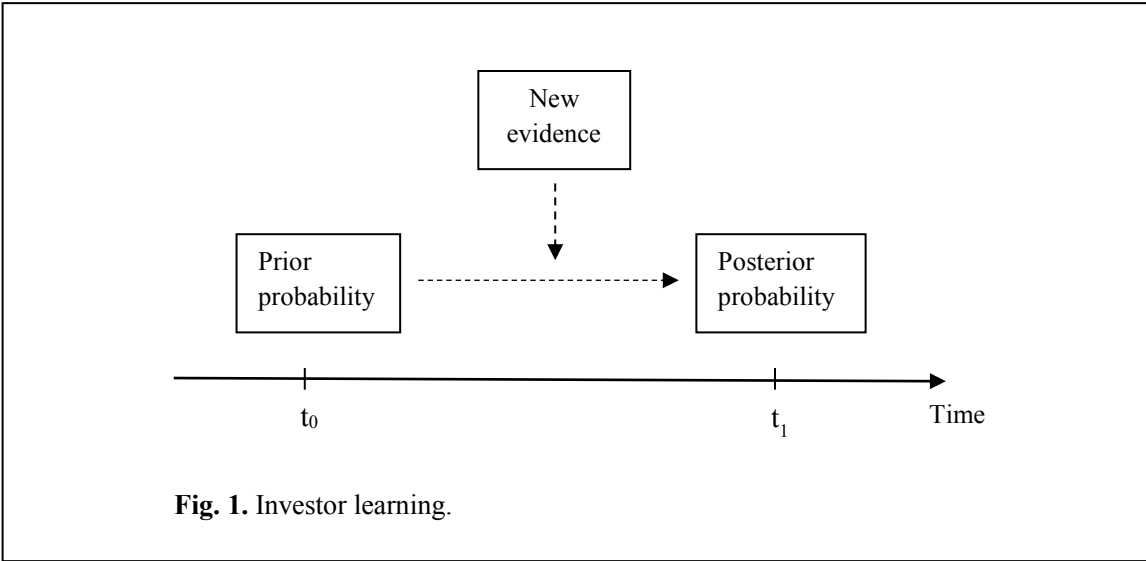 New
evidence
Prior
probability
Posterior
probability
t₀
t₁
Time
Fig. 1. Investor learning.